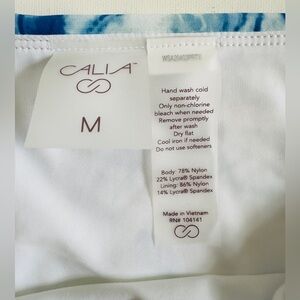 CALIA™
M
Hand wash cold
separately
Only non-chlorine
bleach when needed
Remove promptly
after wash
Dry flat
Cool iron if needed
Do not use softeners
Body: 78% Nylon
22% Lycra® Spandex
Lining: 86% Nylon
14% Lycra® Spandex
Made in Vietnam
RN# 104141